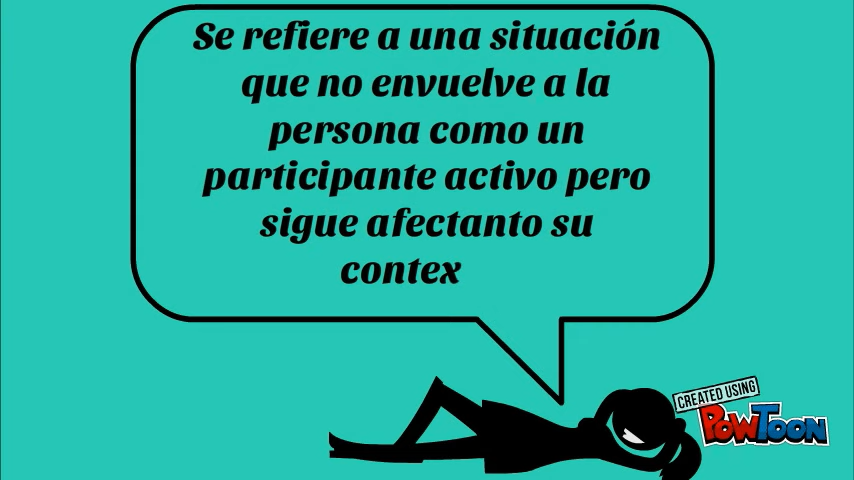 Se refiere a una situación
que no envuelve a la
persona como un
participante activo pero
sigue afectanto su
contex
CREATED USING
POWTOON